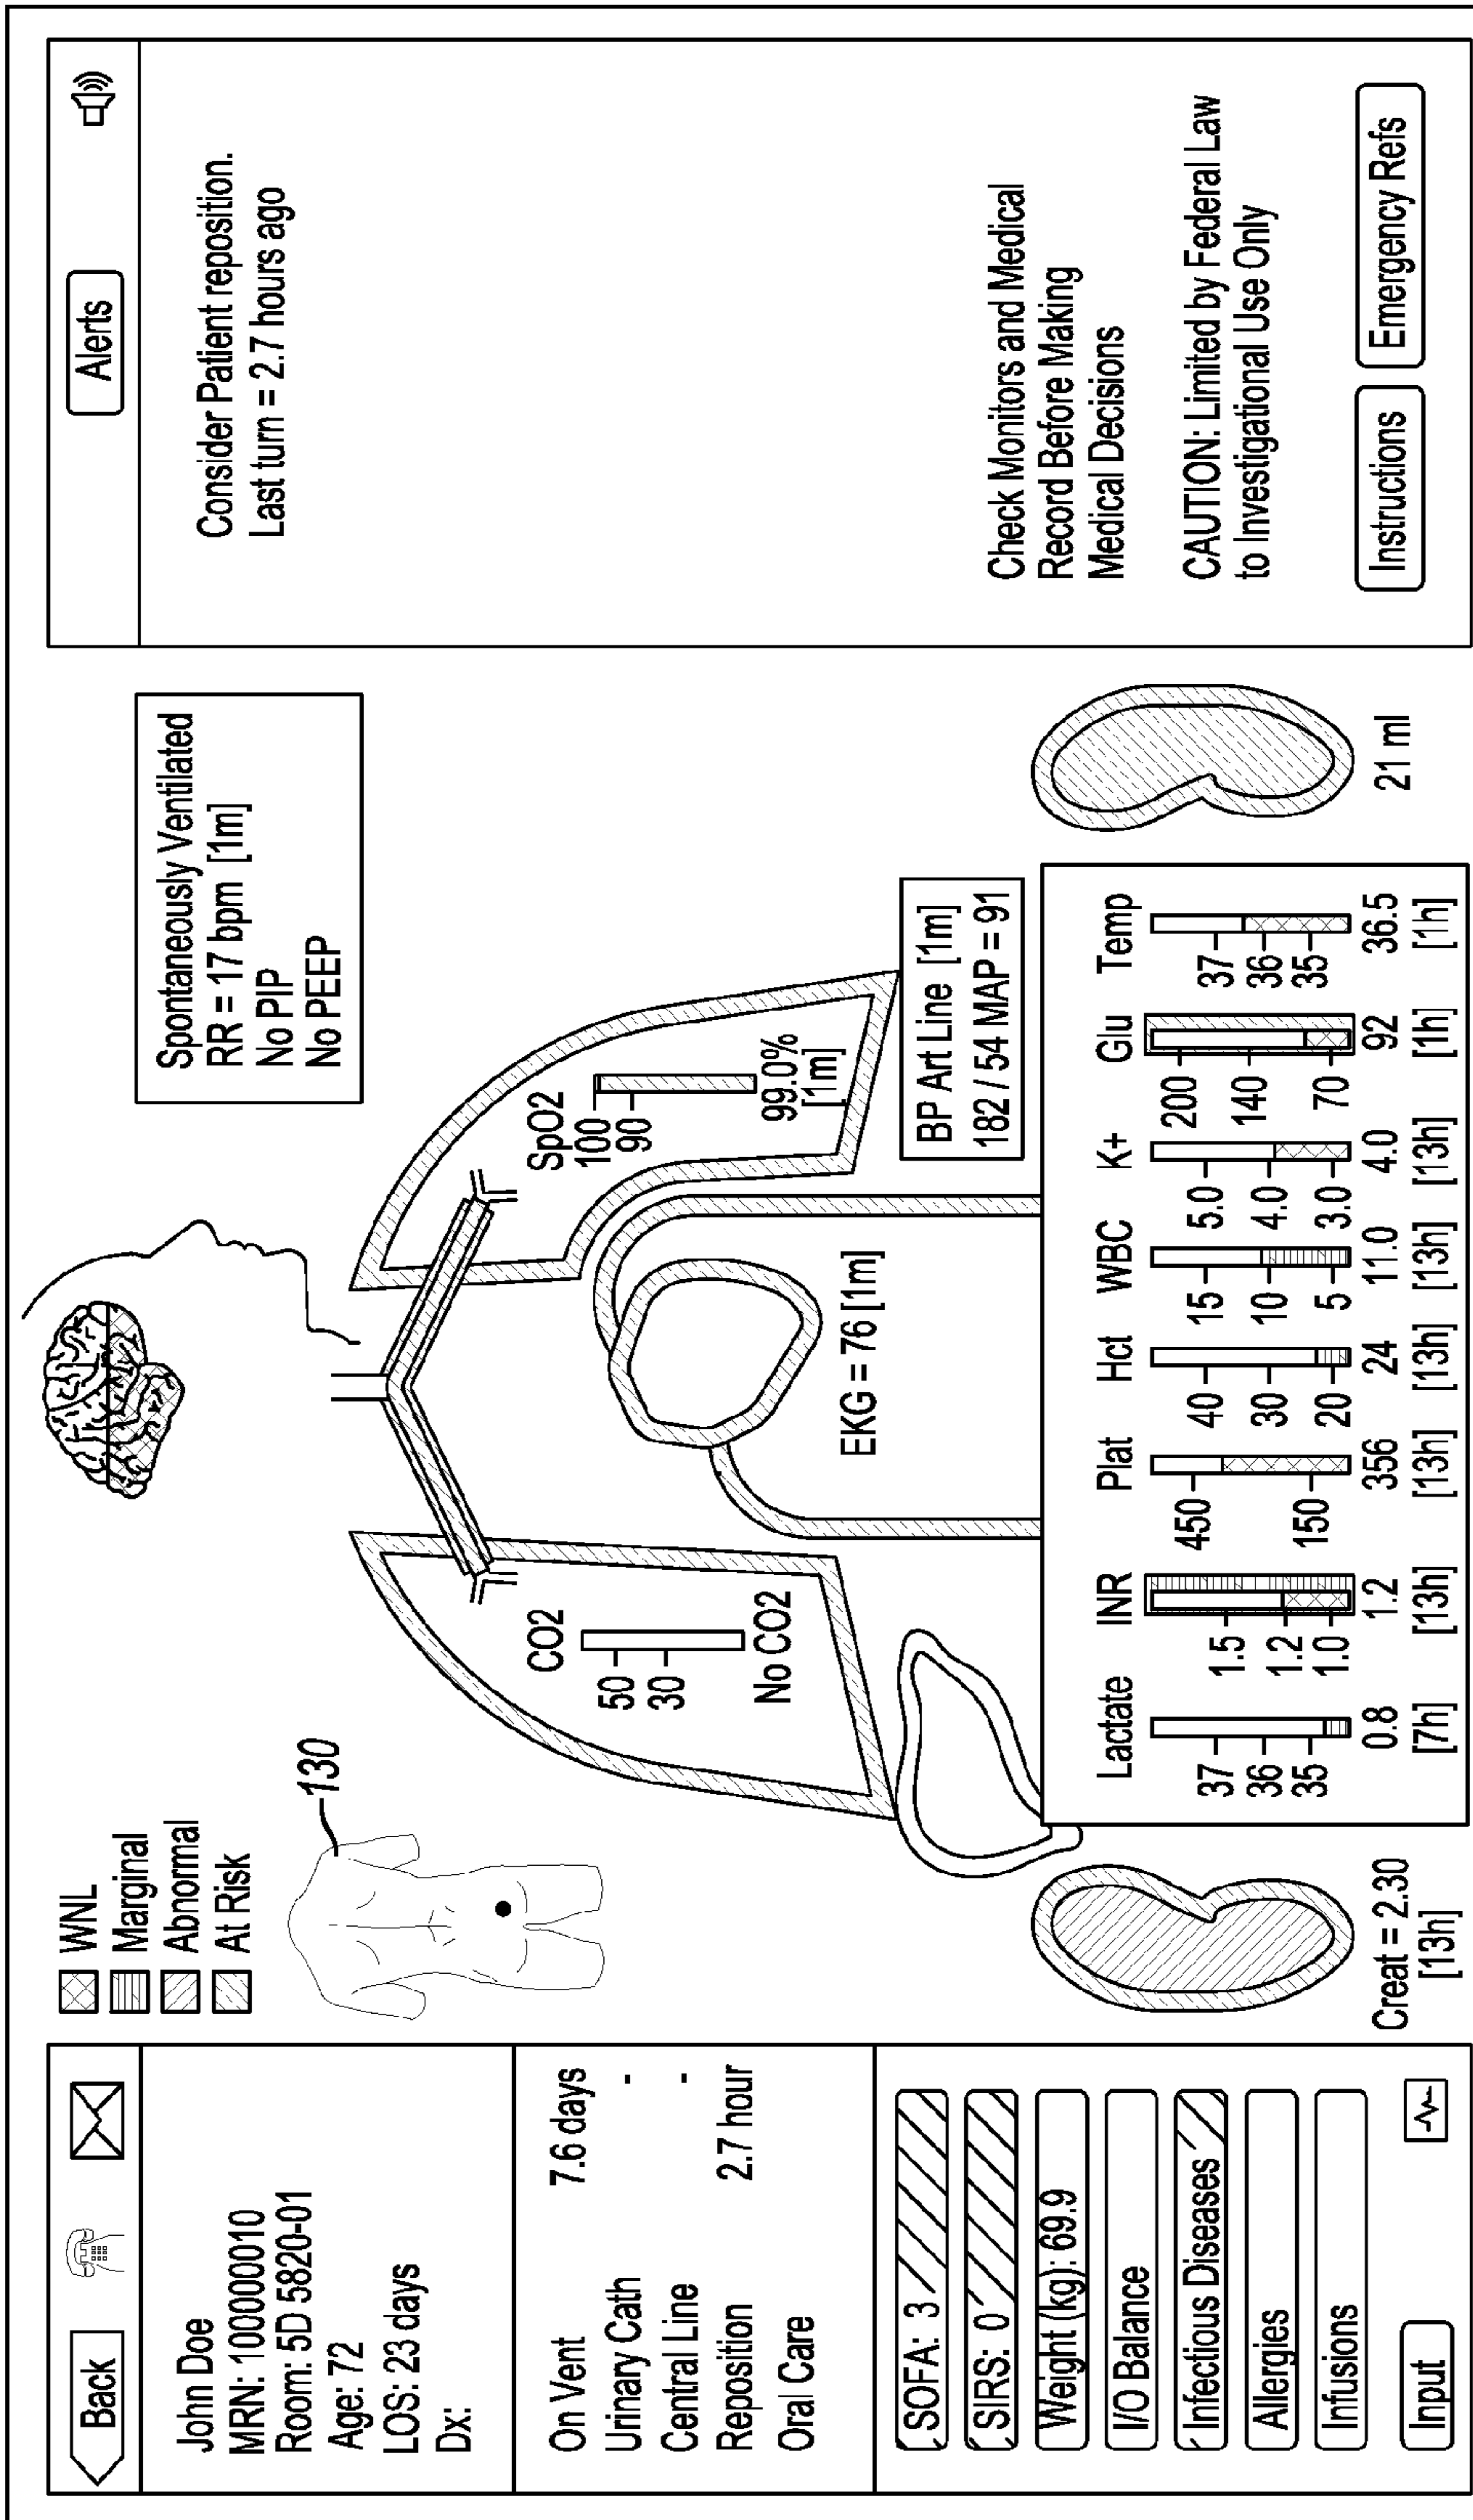 Back
John Doe
MRN: 10000010
Room: 5D 5820-01
Age: 72
LOS: 23 days
Dx:
On Vent 7.6 days
Urinary Cath -
Central Line -
Reposition 2.7 hour
Oral Care
SOFA: 3
SIRS: 0
Weight (kg): 69.9
I/O Balance
Infectious Diseases
Allergies
Infusions
Input
WNL
Marginal
Abnormal
At Risk
130
Spontaneously Ventilated
RR = 17 bpm [1m]
No PIP
No PEEP
CO2
50
30
No CO2
SpO2
100
90
99.0%
[1m]
EKG = 76 [1m]
BP Art Line [1m]
182 / 54 MAP = 91
Creat = 2.30
[13h]
21 ml
Lactate INR Plat Hct WBC K+ Glu Temp
37 1.5 450 40 15 5.0 200 37
36 1.2 30 10 4.0 140 36
35 1.0 150 20 5 3.0 70 35
0.8 1.2 356 24 11.0 4.0 92 36.5
[7h] [13h] [13h] [13h] [13h] [13h] [1h] [1h]
Alerts
Consider Patient reposition.
Last turn = 2.7 hours ago
Check Monitors and Medical
Record Before Making
Medical Decisions
CAUTION: Limited by Federal Law
to Investigational Use Only
Instructions
Emergency Refs